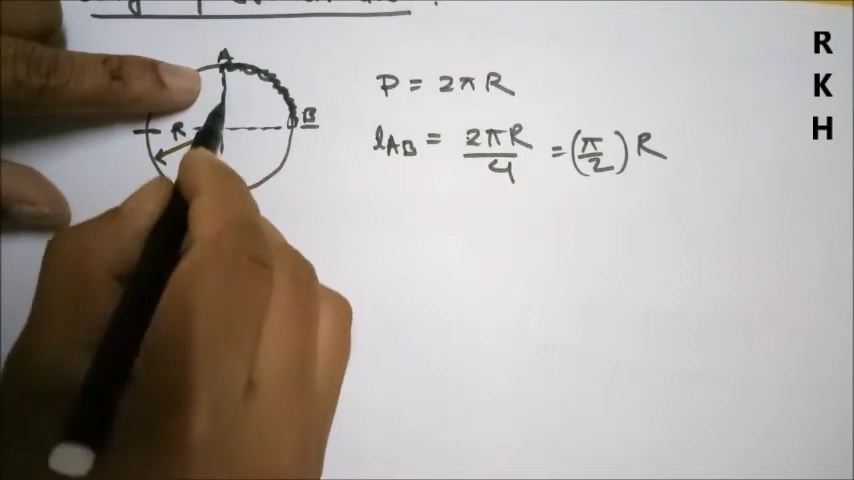 A
B
R
P = 2πR
lAB = 2πR/4 = (π/2) R
R
K
H